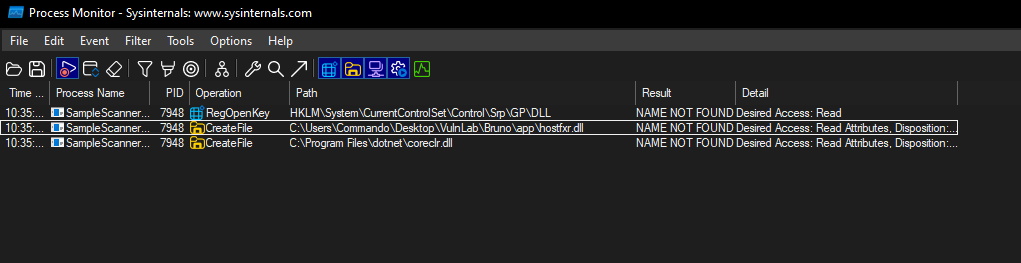 Process Monitor - Sysinternals: www.sysinternals.com
File Edit Event Filter Tools Options Help
Time ... Process Name PID Operation Path Result Detail
10:35:... SampleScanner... 7948 RegOpenKey HKLM\System\CurrentControlSet\Control\Srp\GP\DLL NAME NOT FOUND Desired Access: Read
10:35:... SampleScanner... 7948 CreateFile C:\Users\Commando\Desktop\VulnLab\Bruno\app\hostfxr.dll NAME NOT FOUND Desired Access: Read Attributes, Disposition:...
10:35:... SampleScanner... 7948 CreateFile C:\Program Files\dotnet\coreclr.dll NAME NOT FOUND Desired Access: Read Attributes, Disposition:...